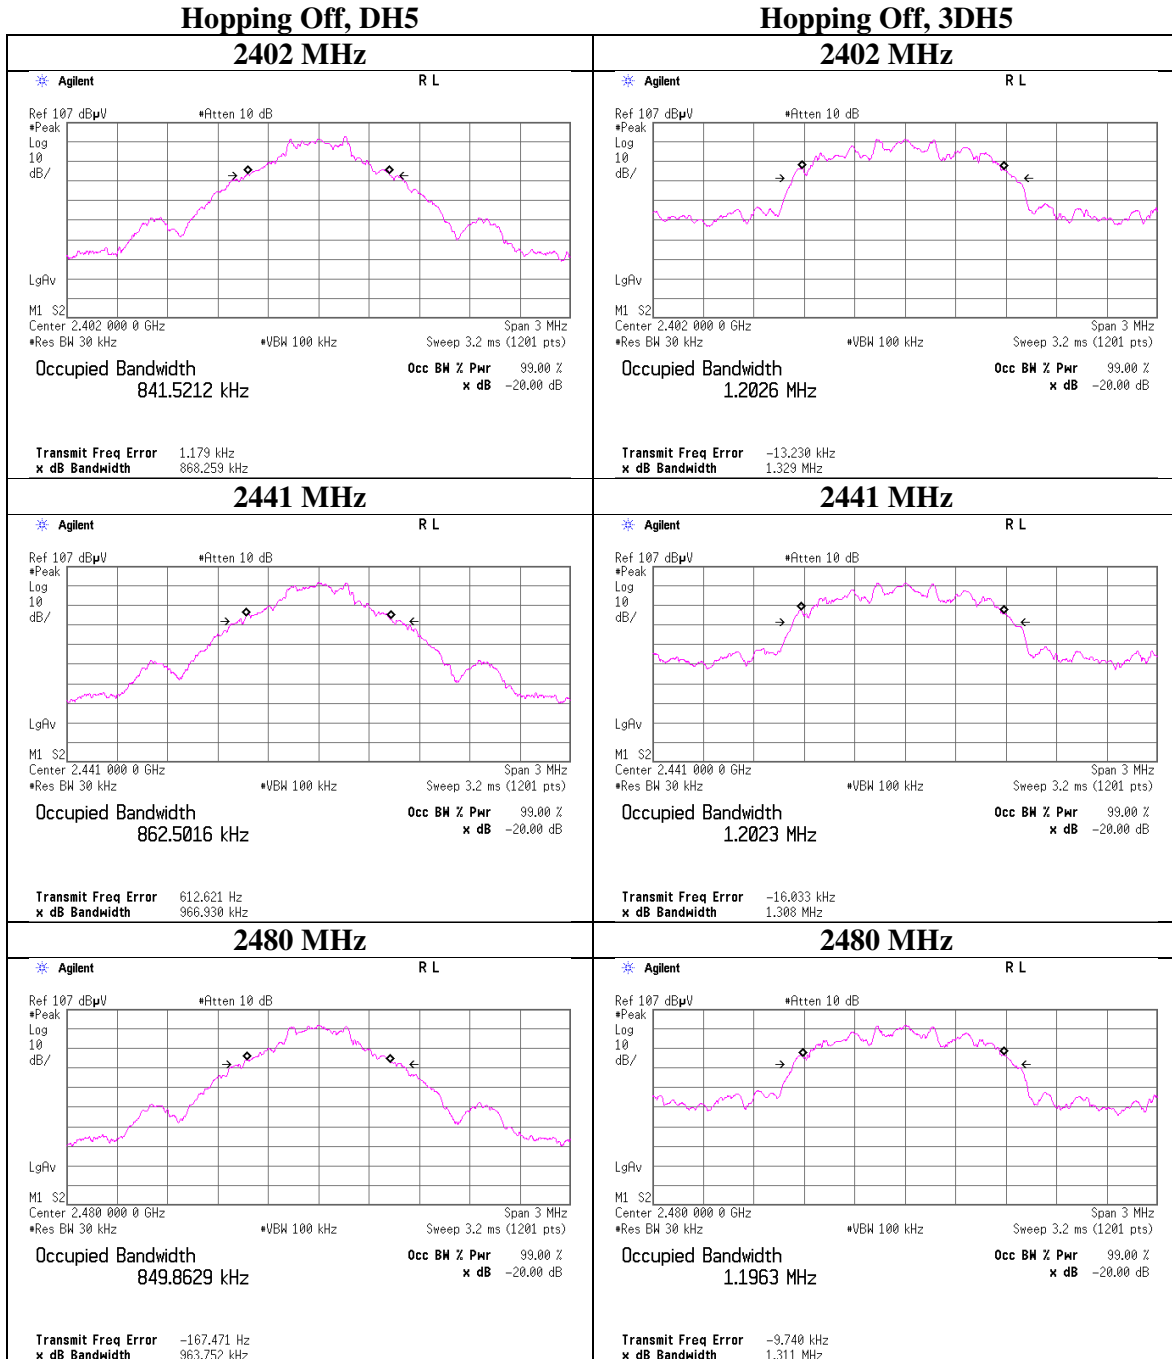 Hopping Off, DH5
Hopping Off, 3DH5
2402 MHz
2402 MHz
Agilent
R L
Ref 107 dBµV
#Atten 10 dB
#Peak
Log
10
dB/
LgAv
M1 S2
Center 2.402 000 0 GHz
Span 3 MHz
#Res BW 30 kHz
#VBW 100 kHz
Sweep 3.2 ms (1201 pts)
Occupied Bandwidth
841.5212 kHz
Occ BW % Pwr 99.00 %
x dB -20.00 dB
Transmit Freq Error 1.179 kHz
x dB Bandwidth 868.259 kHz
Agilent
R L
Ref 107 dBµV
#Atten 10 dB
#Peak
Log
10
dB/
LgAv
M1 S2
Center 2.402 000 0 GHz
Span 3 MHz
#Res BW 30 kHz
#VBW 100 kHz
Sweep 3.2 ms (1201 pts)
Occupied Bandwidth
1.2026 MHz
Occ BW % Pwr 99.00 %
x dB -20.00 dB
Transmit Freq Error -13.230 kHz
x dB Bandwidth 1.329 MHz
2441 MHz
2441 MHz
Agilent
R L
Ref 107 dBµV
#Atten 10 dB
#Peak
Log
10
dB/
LgAv
M1 S2
Center 2.441 000 0 GHz
Span 3 MHz
#Res BW 30 kHz
#VBW 100 kHz
Sweep 3.2 ms (1201 pts)
Occupied Bandwidth
862.5016 kHz
Occ BW % Pwr 99.00 %
x dB -20.00 dB
Transmit Freq Error 612.621 Hz
x dB Bandwidth 966.930 kHz
Agilent
R L
Ref 107 dBµV
#Atten 10 dB
#Peak
Log
10
dB/
LgAv
M1 S2
Center 2.441 000 0 GHz
Span 3 MHz
#Res BW 30 kHz
#VBW 100 kHz
Sweep 3.2 ms (1201 pts)
Occupied Bandwidth
1.2023 MHz
Occ BW % Pwr 99.00 %
x dB -20.00 dB
Transmit Freq Error -16.033 kHz
x dB Bandwidth 1.308 MHz
2480 MHz
2480 MHz
Agilent
R L
Ref 107 dBµV
#Atten 10 dB
#Peak
Log
10
dB/
LgAv
M1 S2
Center 2.480 000 0 GHz
Span 3 MHz
#Res BW 30 kHz
#VBW 100 kHz
Sweep 3.2 ms (1201 pts)
Occupied Bandwidth
849.8629 kHz
Occ BW % Pwr 99.00 %
x dB -20.00 dB
Transmit Freq Error -167.471 Hz
x dB Bandwidth 963.752 kHz
Agilent
R L
Ref 107 dBµV
#Atten 10 dB
#Peak
Log
10
dB/
LgAv
M1 S2
Center 2.480 000 0 GHz
Span 3 MHz
#Res BW 30 kHz
#VBW 100 kHz
Sweep 3.2 ms (1201 pts)
Occupied Bandwidth
1.1963 MHz
Occ BW % Pwr 99.00 %
x dB -20.00 dB
Transmit Freq Error -9.740 kHz
x dB Bandwidth 1.311 MHz